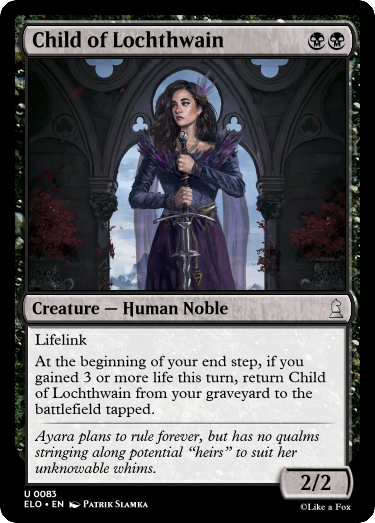 Child of Lochthwain
Creature — Human Noble
Lifelink
At the beginning of your end step, if you
gained 3 or more life this turn, return Child
of Lochthwain from your graveyard to the
battlefield tapped.
Ayara plans to rule forever, but has no qualms
stringing along potential “heirs” to suit her
unknowable whims.
2/2
U 0083
ELO • EN Patrik Slamka
©Like a Fox